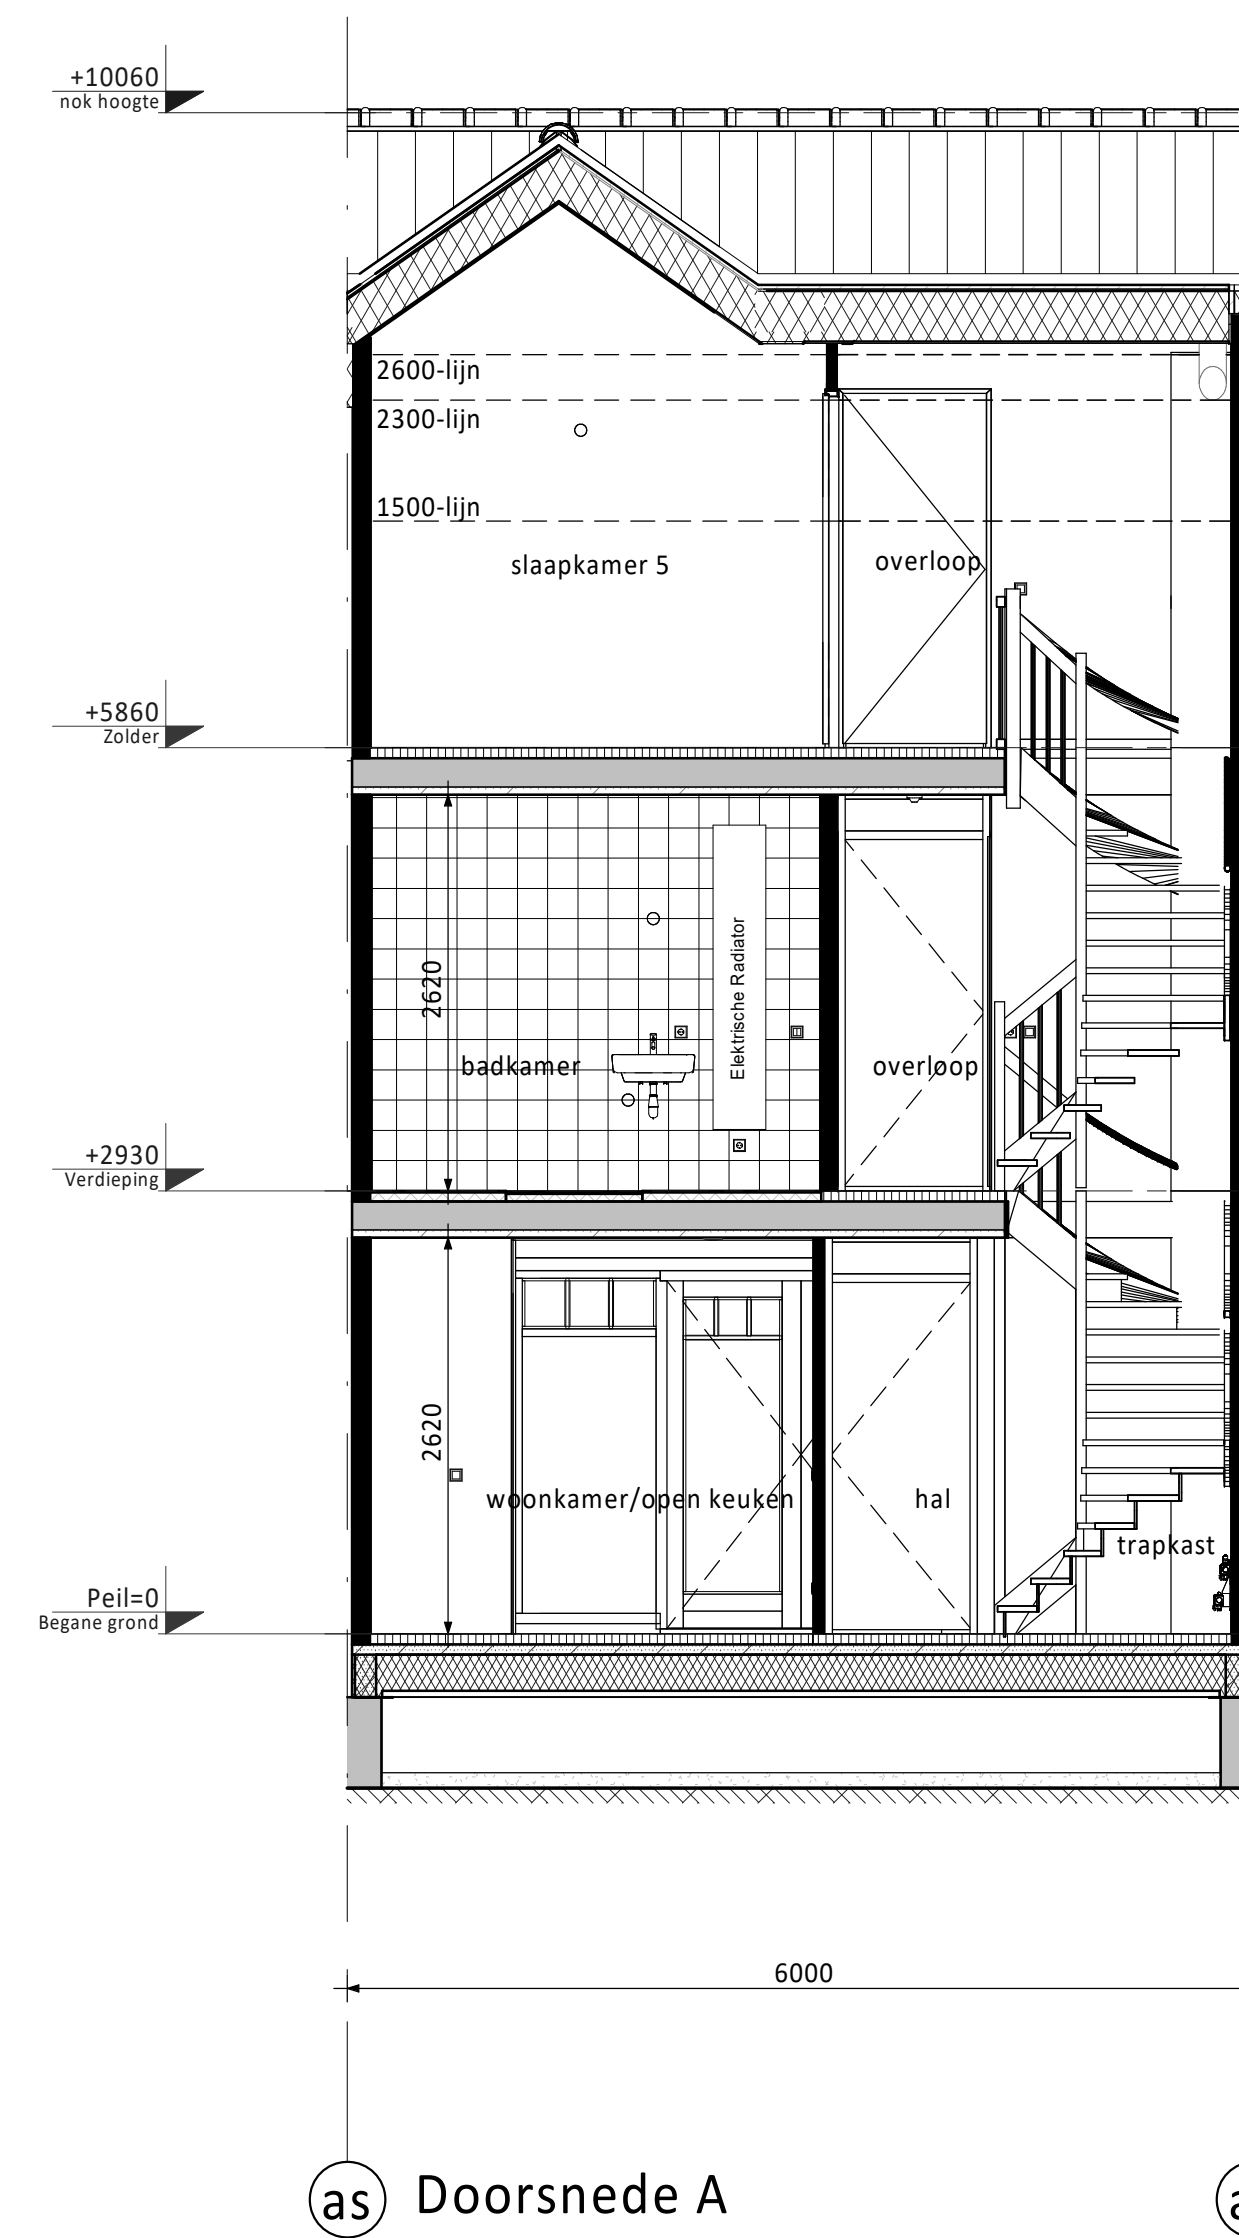 +10060
nok hoogte
2600-lijn
2300-lijn
1500-lijn
slaapkamer 5
overloop
+5860
Zolder
2620
Elektrische Radiator
badkamer
overloop
+2930
Verdieping
2620
woonkamer/open keuken
hal
trapkast
Peil=0
Begane grond
6000
as
Doorsnede A